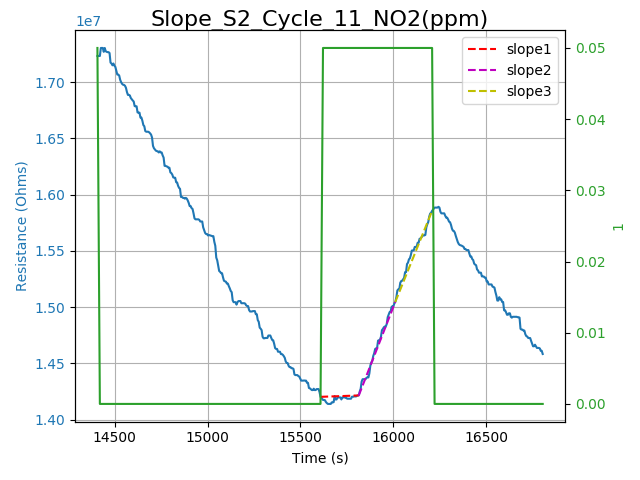 Slope_S2_Cycle_11_NO2(ppm)
1e7
slope1
slope2
slope3
1.70
1.65
1.60
1.55
1.50
1.45
1.40
Resistance (Ohms)
0.05
0.04
0.03
0.02
0.01
0.00
1
14500 15000 15500 16000 16500
Time (s)